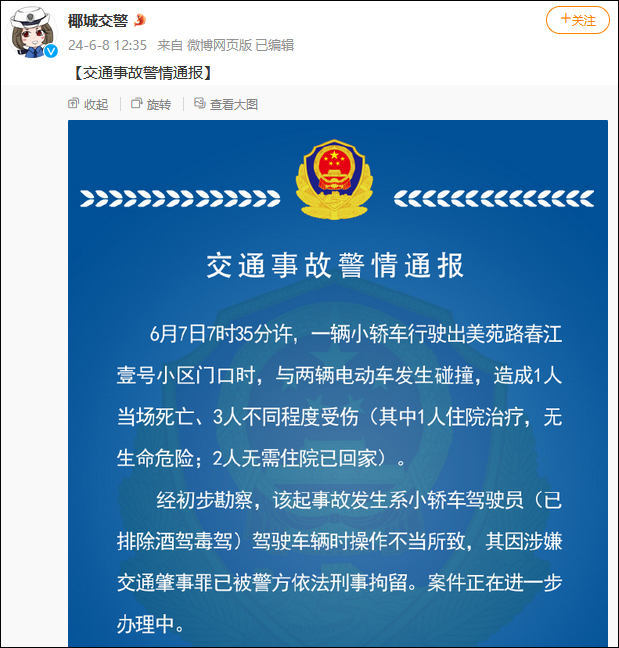 椰城交警
+关注
24-6-8 12:35 来自 微博网页版 已编辑
【交通事故警情通报】
收起 旋转 查看大图
交通事故警情通报
6月7日7时35分许，一辆小轿车行驶出美苑路春江
壹号小区门口时，与两辆电动车发生碰撞，造成1人
当场死亡、3人不同程度受伤（其中1人住院治疗，无
生命危险；2人无需住院已回家）。
经初步勘察，该起事故发生系小轿车驾驶员（已
排除酒驾毒驾）驾驶车辆时操作不当所致，其因涉嫌
交通肇事罪已被警方依法刑事拘留。案件正在进一步
办理中。